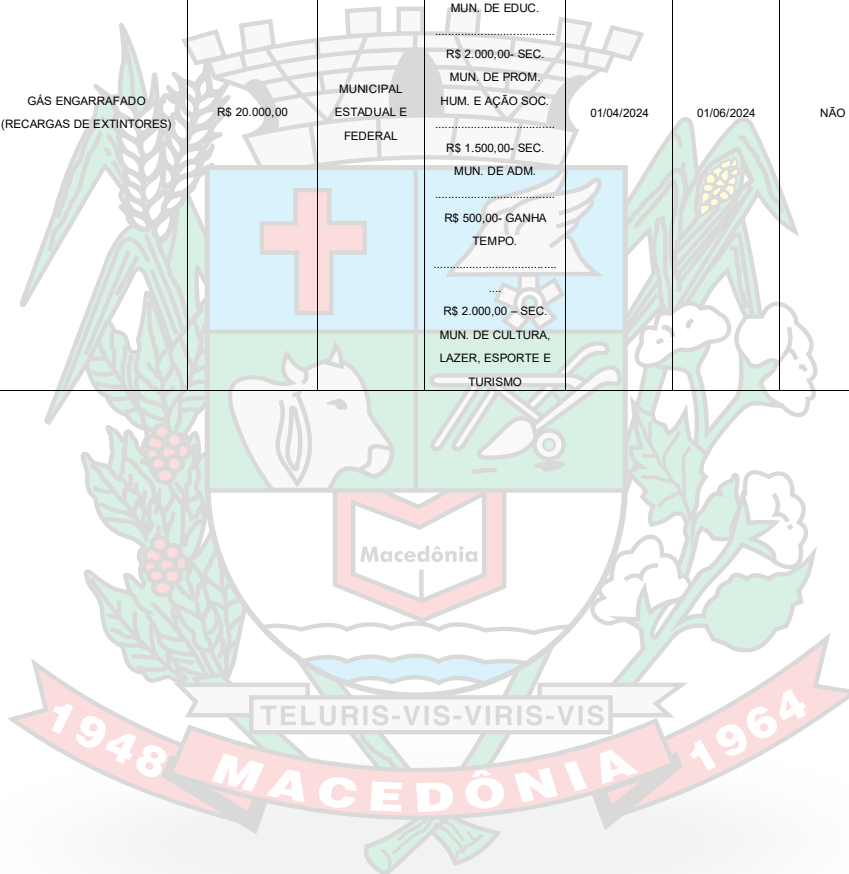 MUN. DE EDUC.
....................................
R$ 2.000,00- SEC.
MUN. DE PROM.
HUM. E AÇÃO SOC.
....................................
R$ 1.500,00- SEC.
MUN. DE ADM.
....................................
R$ 500,00- GANHA
TEMPO.
.....................................
....
R$ 2.000,00 – SEC.
MUN. DE CULTURA,
LAZER, ESPORTE E
TURISMO
GÁS ENGARRAFADO
(RECARGAS DE EXTINTORES)
R$ 20.000,00
MUNICIPAL
ESTADUAL E
FEDERAL
01/04/2024
01/06/2024
NÃO
Macedônia
TELURIS-VIS-VIRIS-VIS
1948 MACEDÔNIA 1964